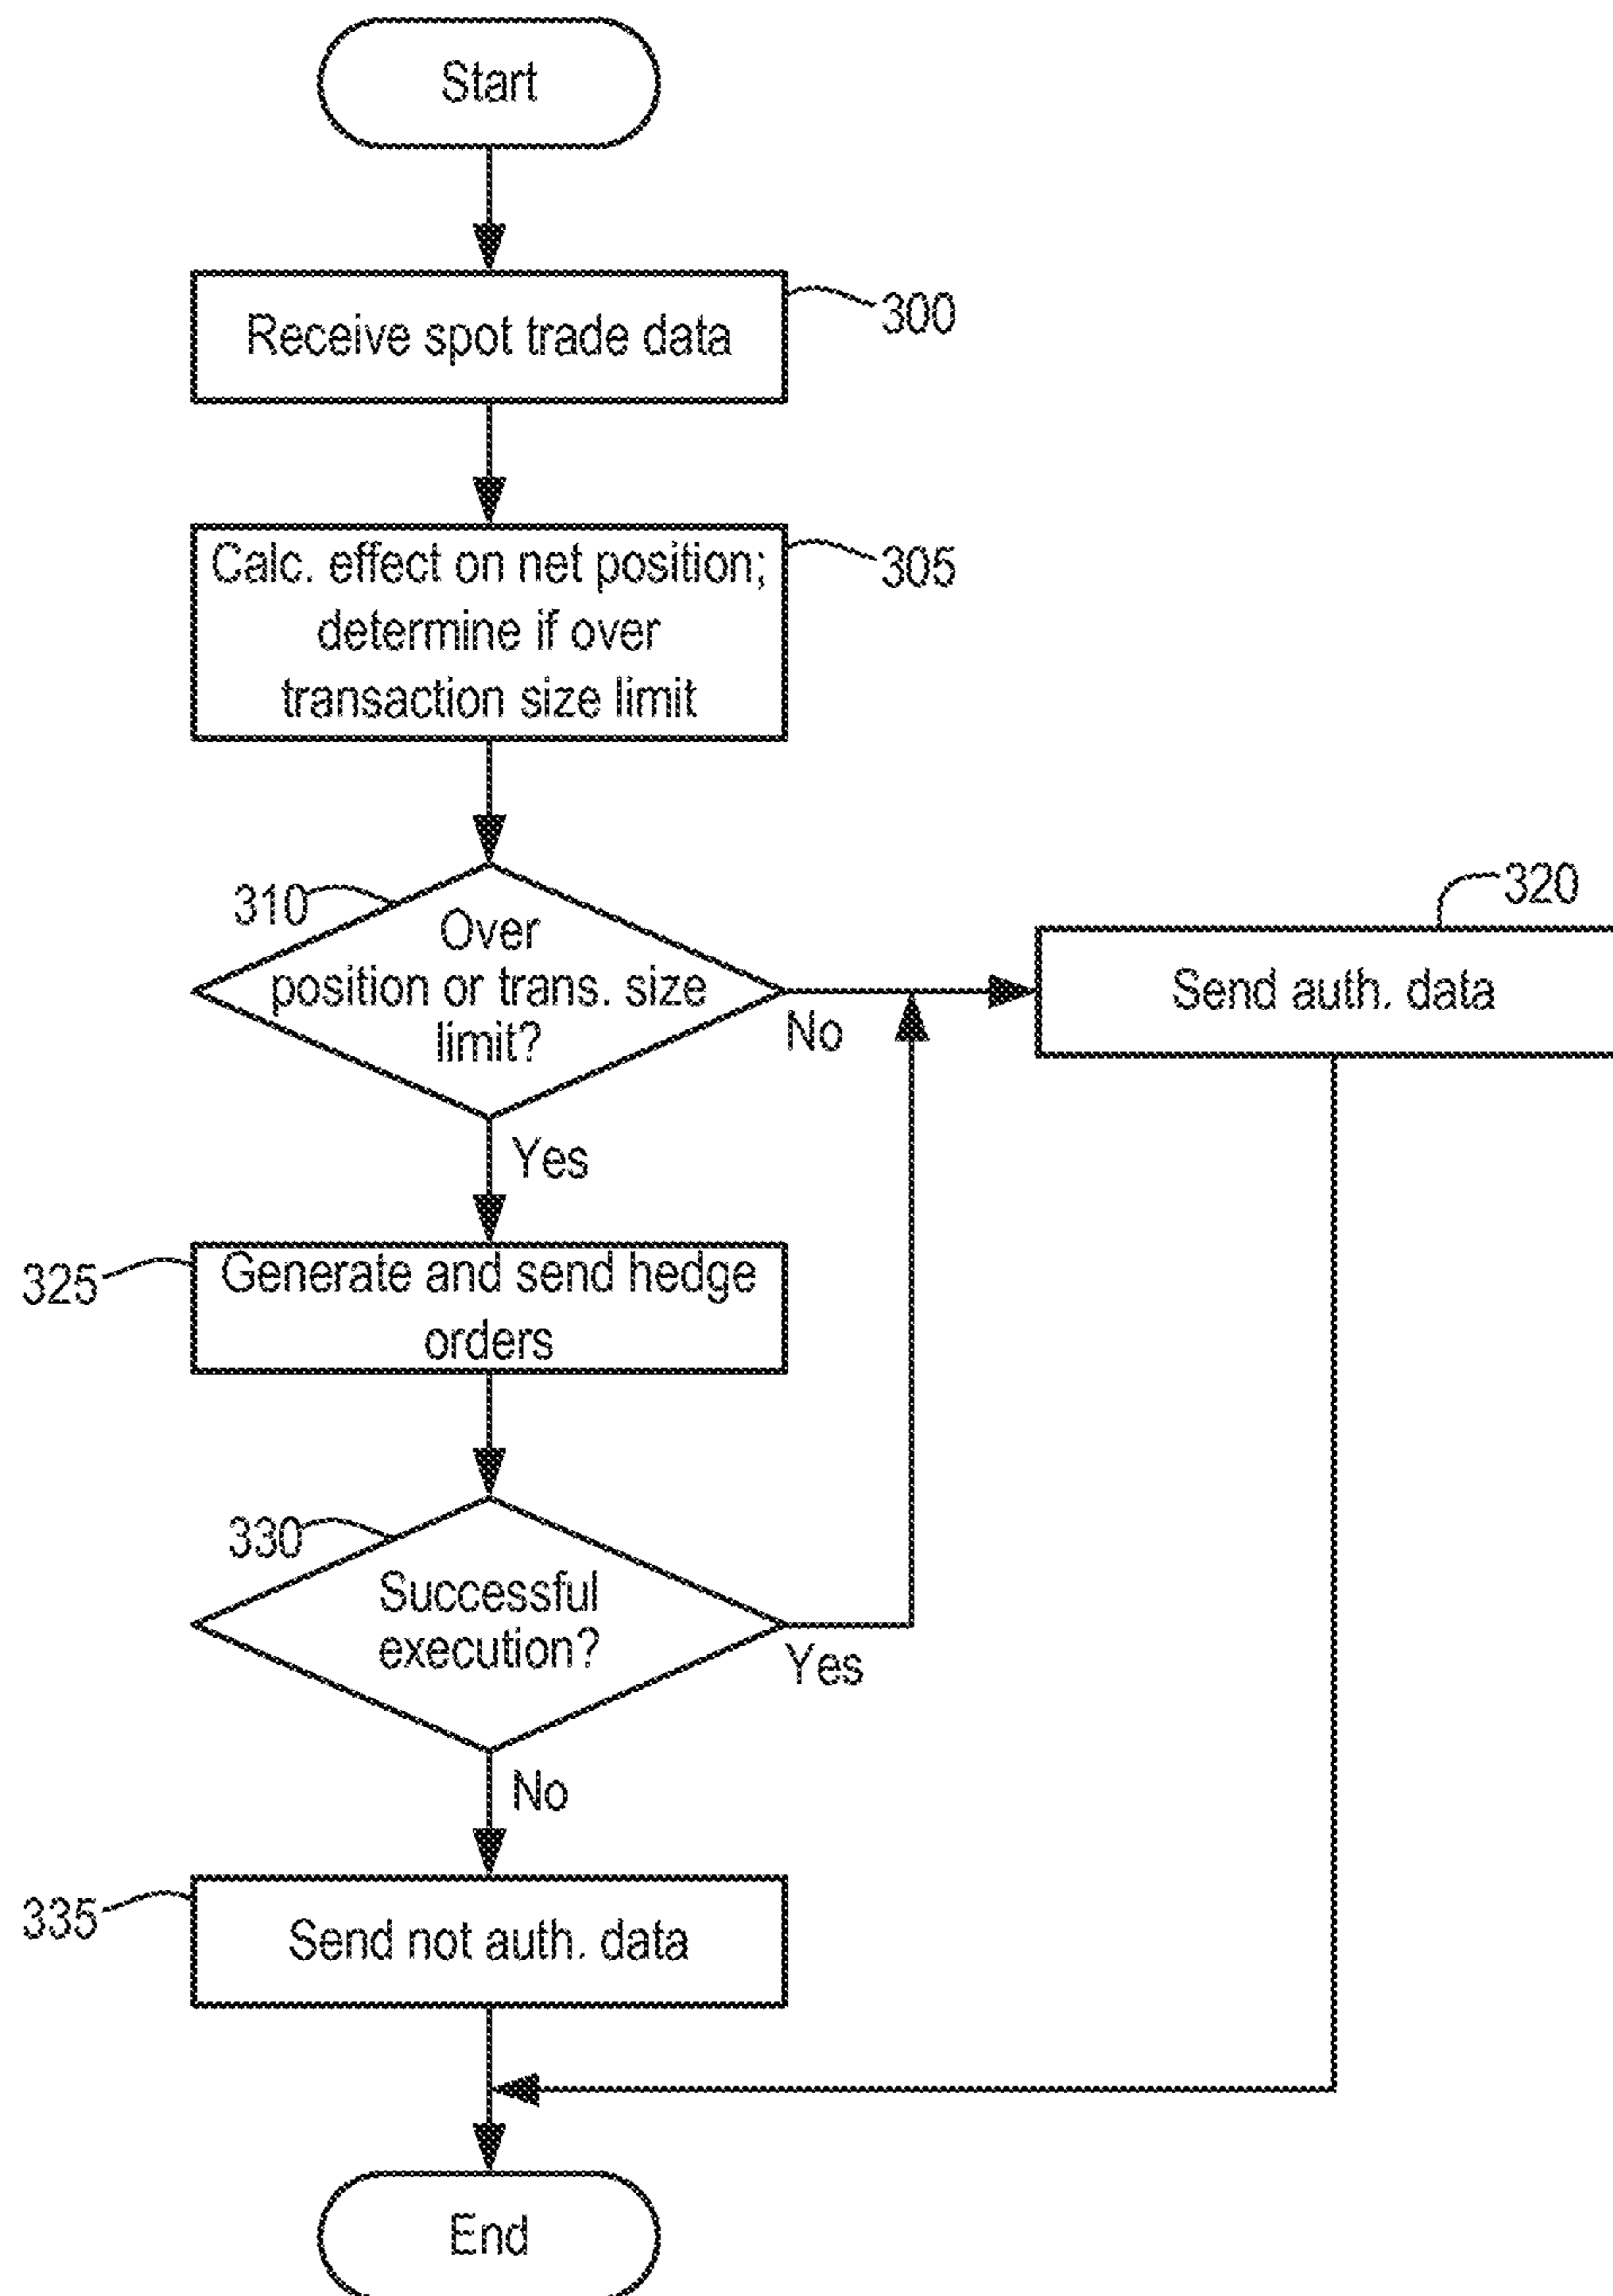 Start
Receive spot trade data
300
Calc. effect on net position;
determine if over
transaction size limit
305
310
Over
position or trans. size
limit?
No
320
Send auth. data
Yes
325
Generate and send hedge
orders
330
Successful
execution?
Yes
No
335
Send not auth. data
End